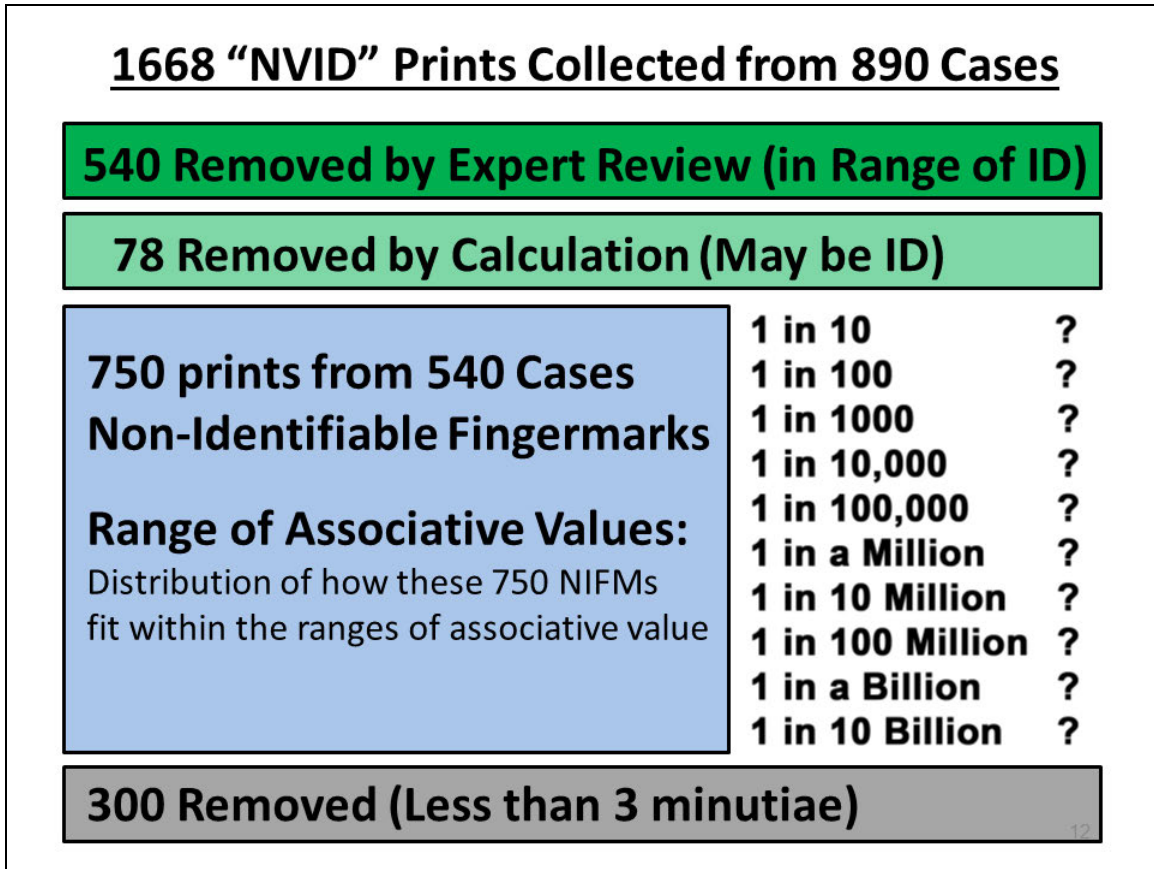 1668 “NVID” Prints Collected from 890 Cases
540 Removed by Expert Review (in Range of ID)
78 Removed by Calculation (May be ID)
750 prints from 540 Cases
Non-Identifiable Fingermarks
Range of Associative Values:
Distribution of how these 750 NIFMs
fit within the ranges of associative value
1 in 10 ?
1 in 100 ?
1 in 1000 ?
1 in 10,000 ?
1 in 100,000 ?
1 in a Million ?
1 in 10 Million ?
1 in 100 Million ?
1 in a Billion ?
1 in 10 Billion ?
300 Removed (Less than 3 minutiae)
12